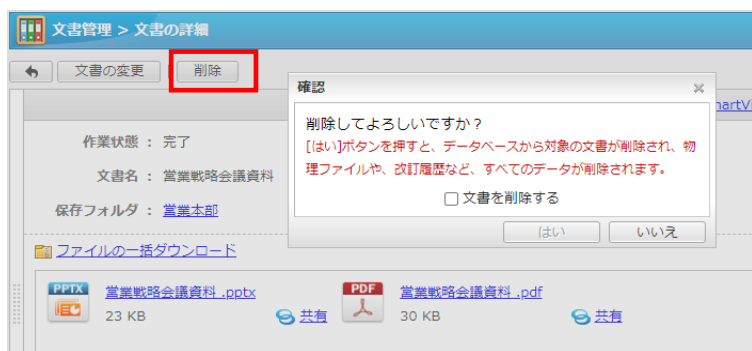 文書管理 > 文書の詳細
文書の変更
削除
確認
削除してよろしいですか？
[はい]ボタンを押すと、データベースから対象の文書が削除され、物
理ファイルや、改訂履歴など、すべてのデータが削除されます。
文書を削除する
はい
いいえ
作業状態 : 完了
文書名 : 営業戦略会議資料
保存フォルダ : 営業本部
ファイルの一括ダウンロード
PPTX
営業戦略会議資料 .pptx
23 KB
共有
PDF
営業戦略会議資料 .pdf
30 KB
共有